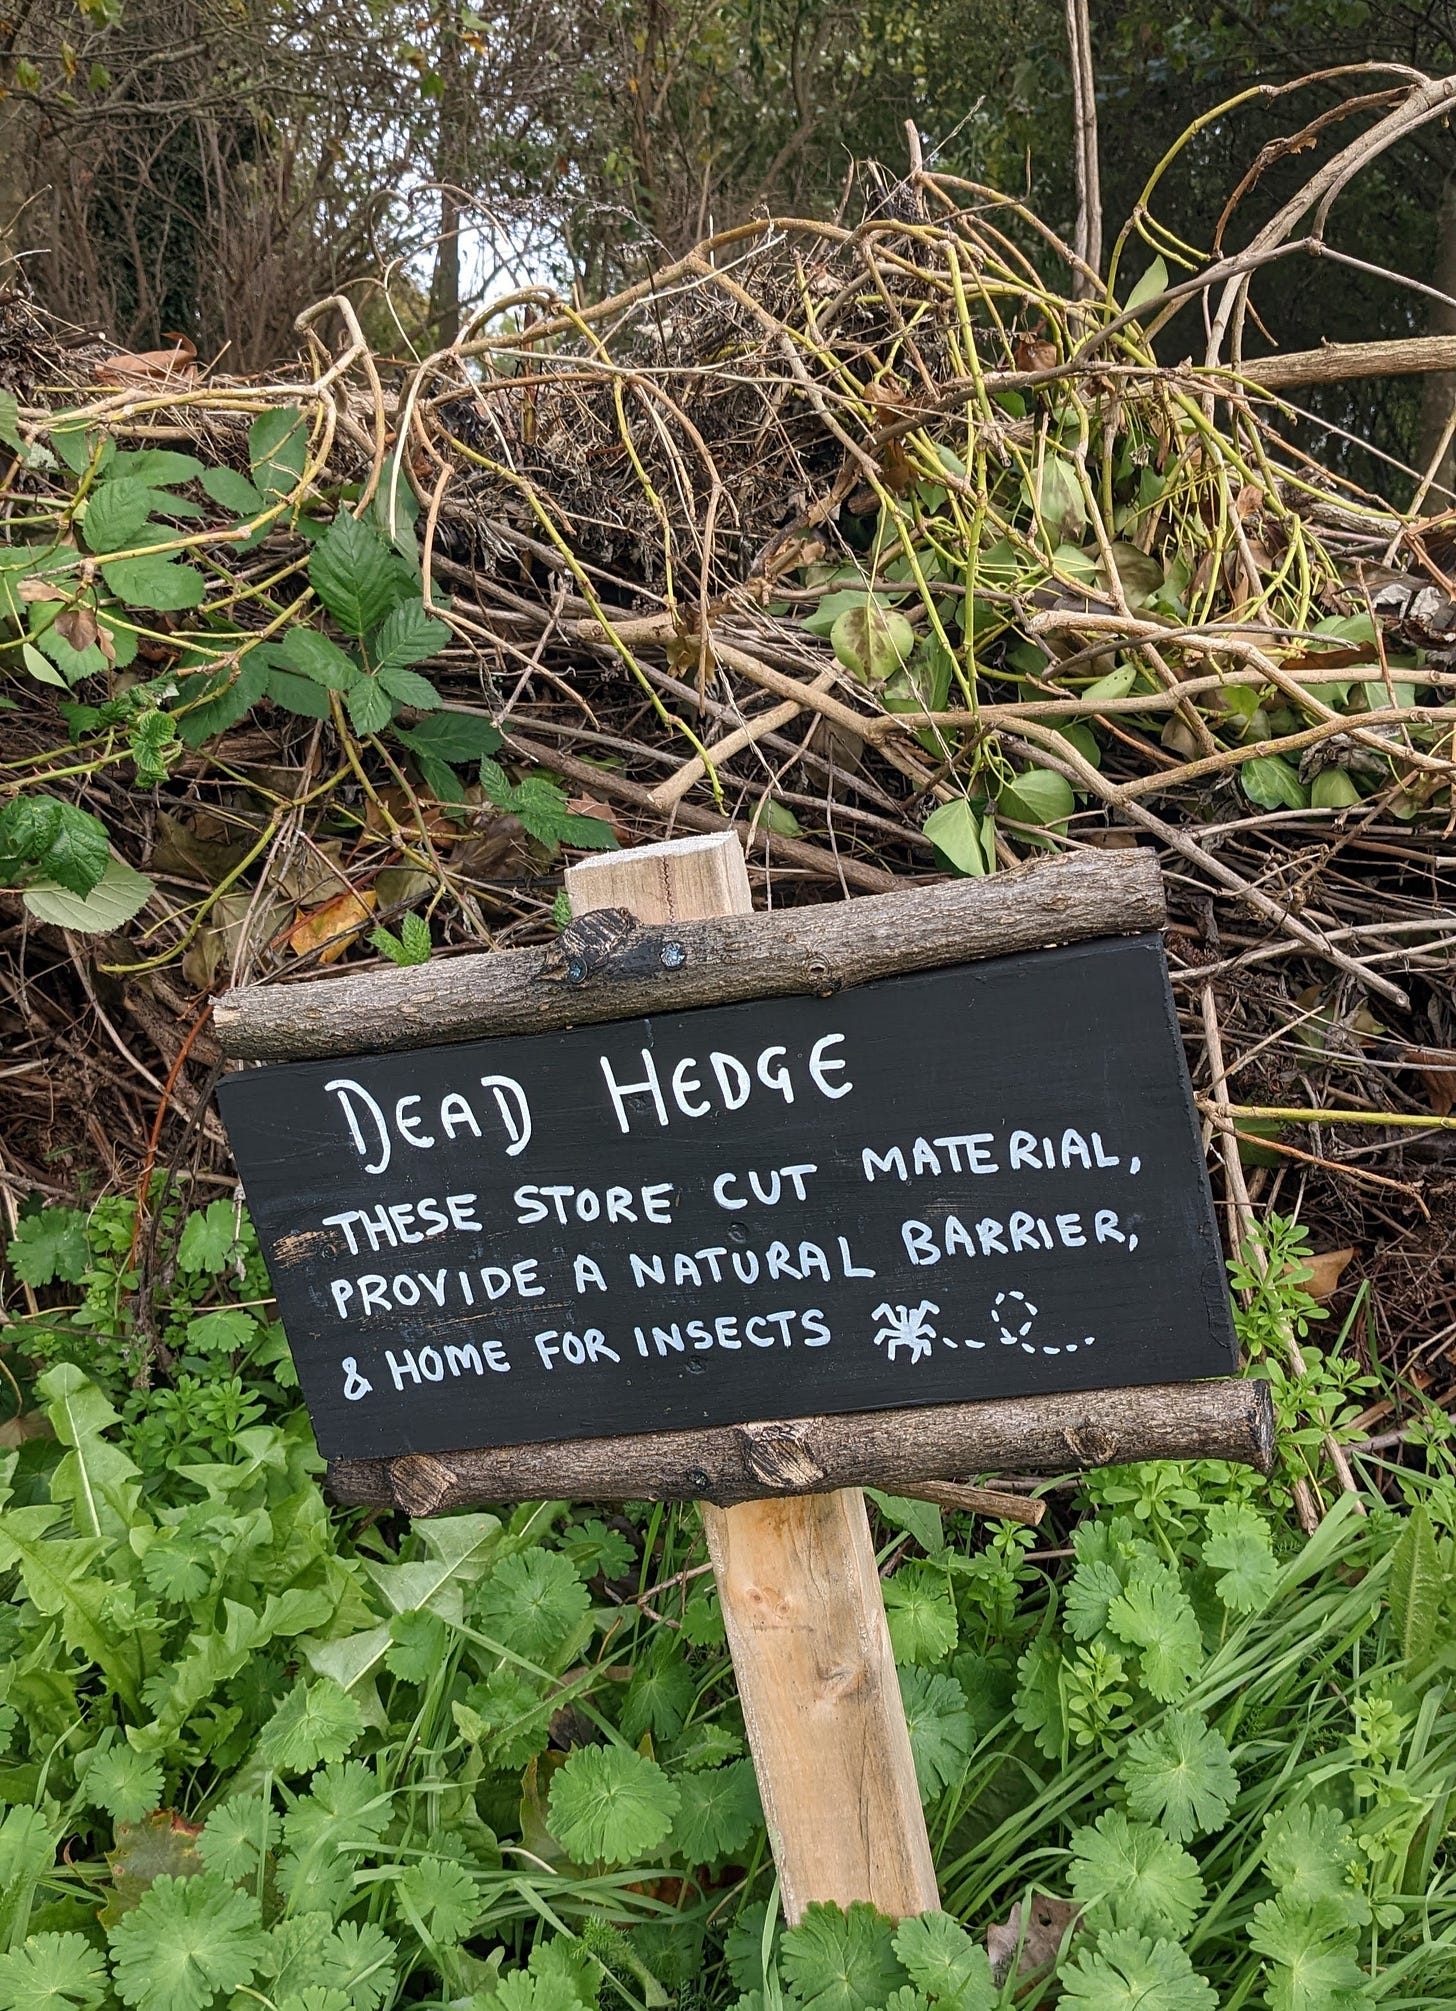 DEAD HEDGE
THESE STORE CUT MATERIAL,
PROVIDE A NATURAL BARRIER,
& HOME FOR INSECTS